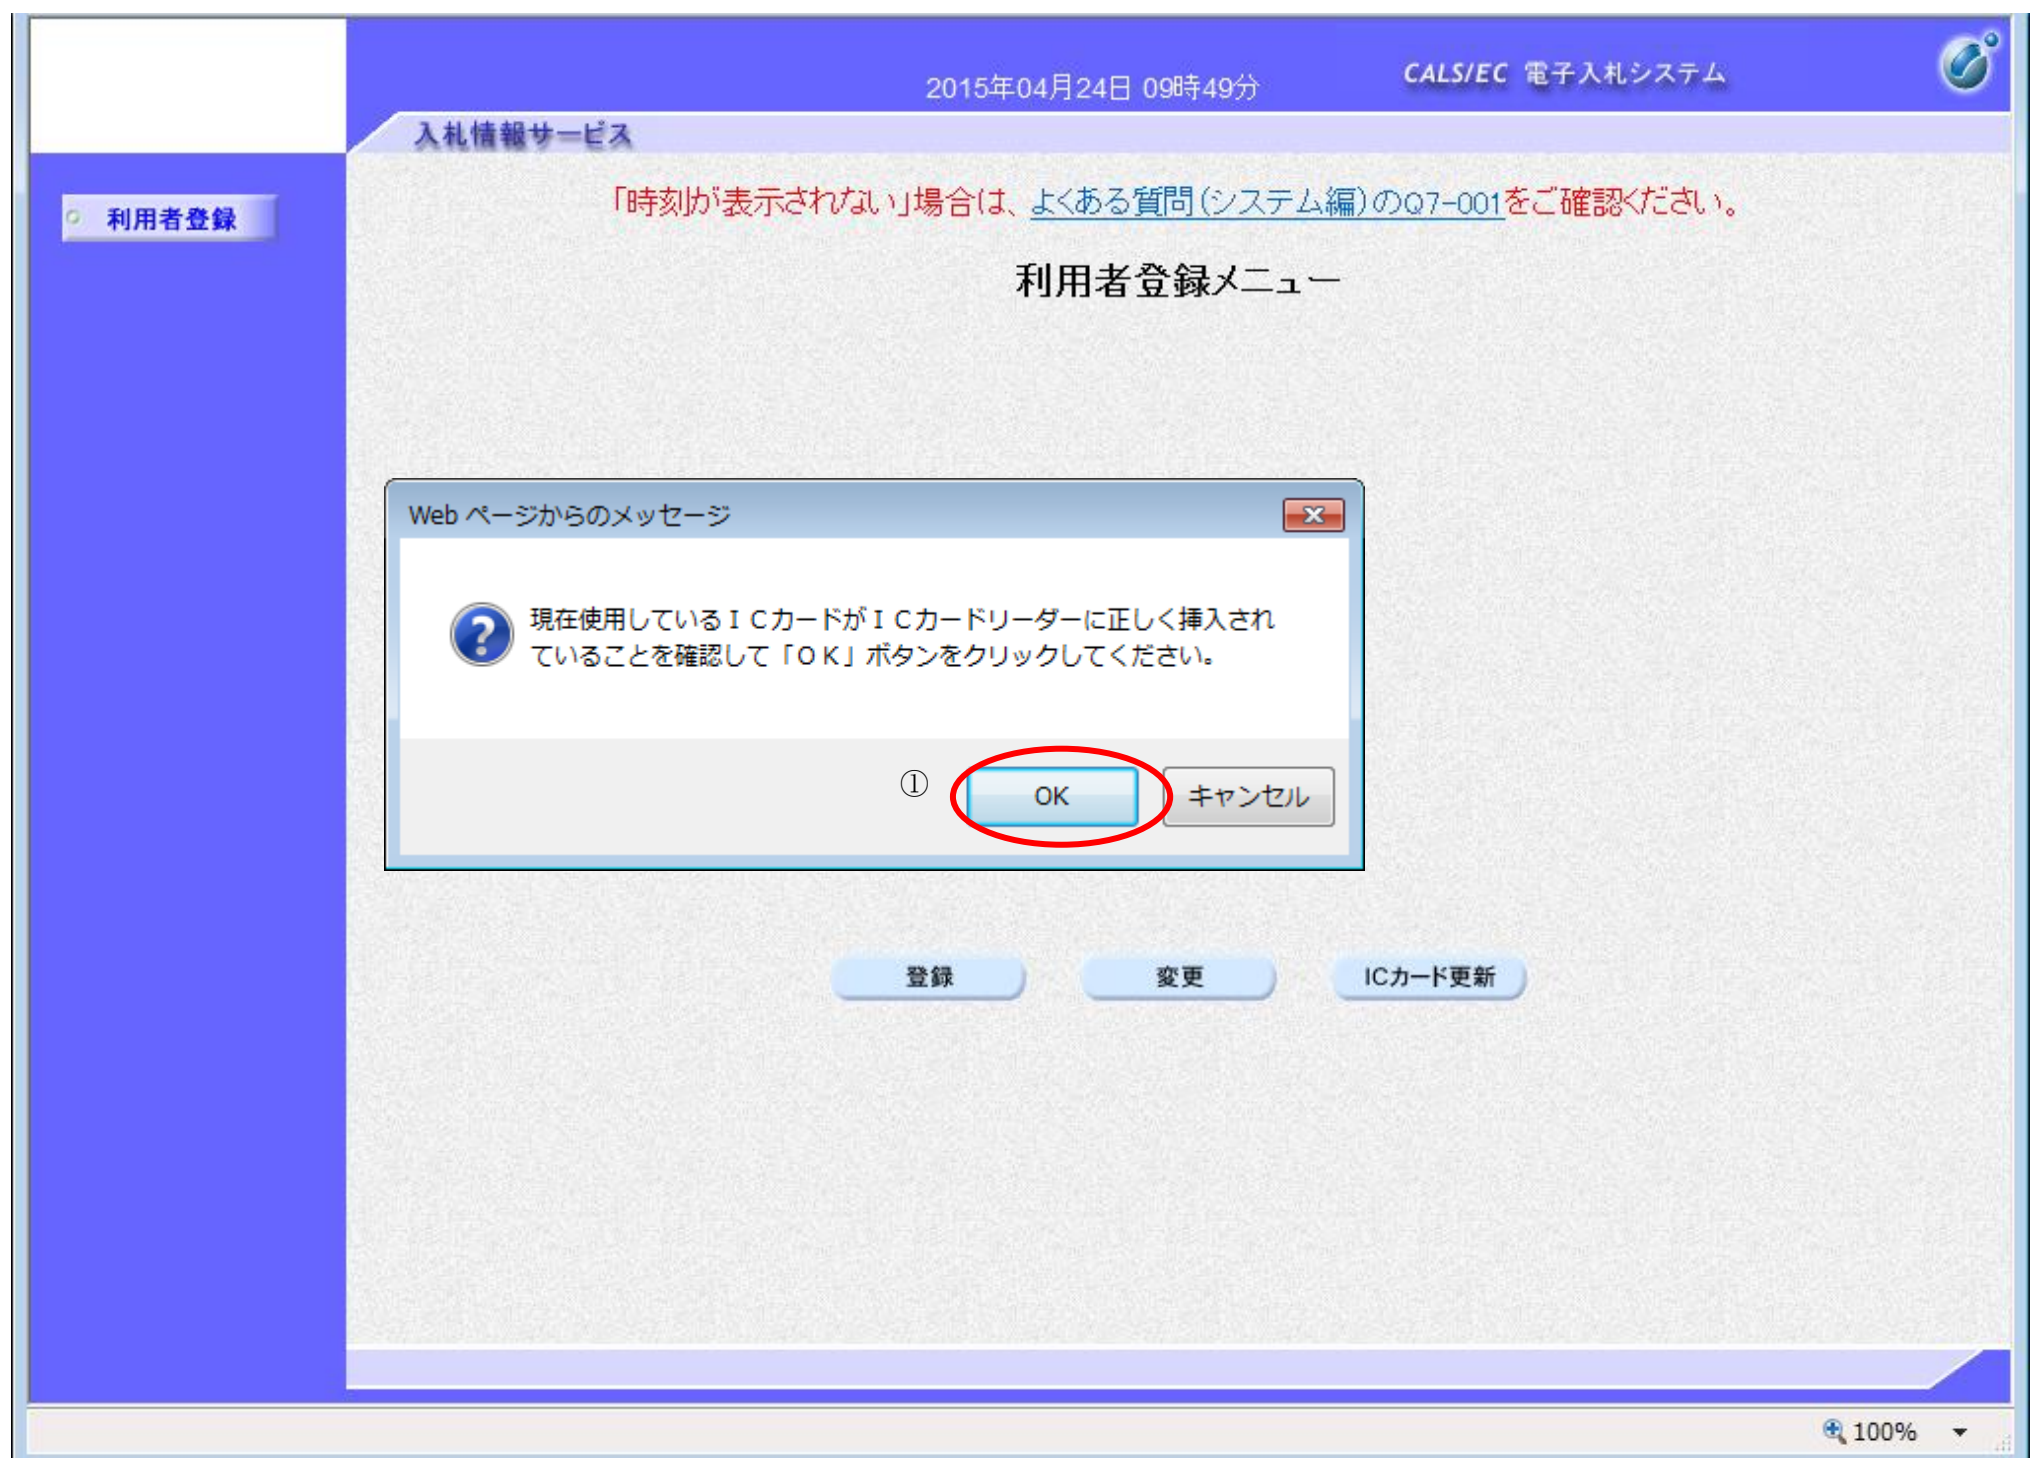 2015年04月24日 09時49分
CALS/EC 電子入札システム
入札情報サービス
利用者登録
「時刻が表示されない」場合は、よくある質問(システム編)のQ7-001をご確認ください。
利用者登録メニュー
Web ページからのメッセージ
現在使用しているＩＣカードがＩＣカードリーダーに正しく挿入され
ていることを確認して「ＯＫ」ボタンをクリックしてください。
①
OK
キャンセル
登録
変更
ICカード更新
100%